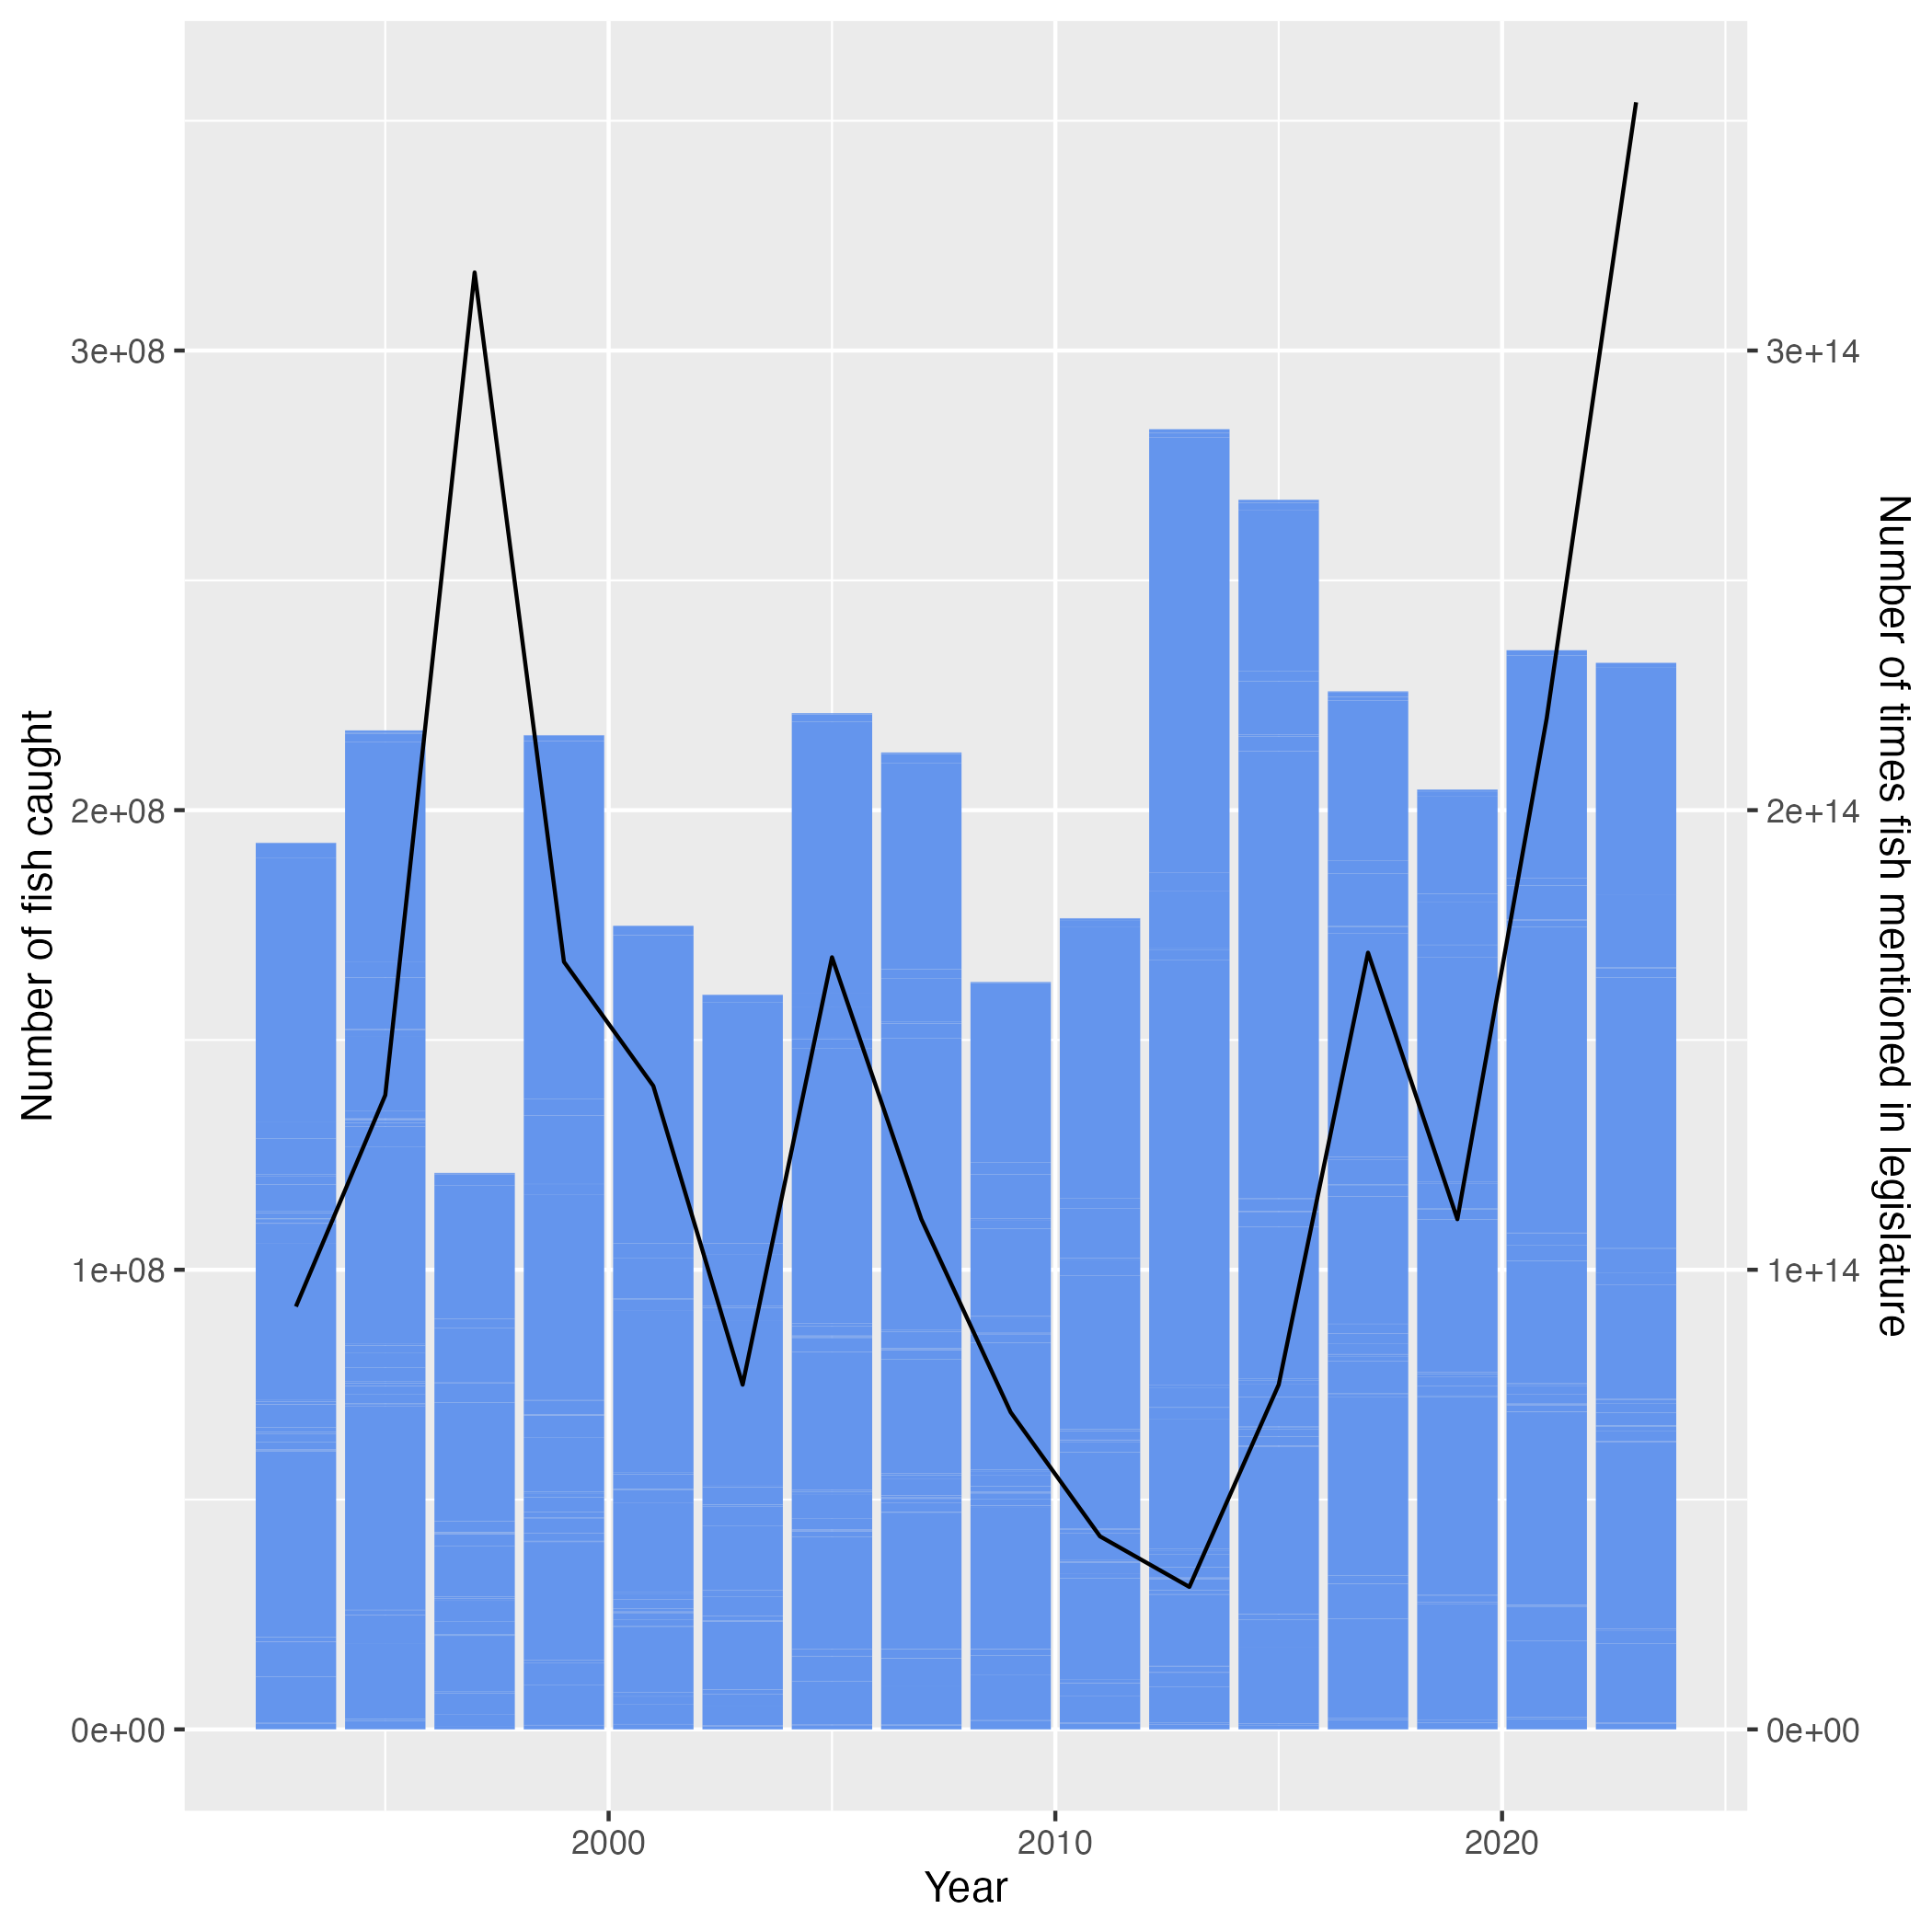 Number of fish caught
3e+08
2e+08
1e+08
0e+00
3e+14
2e+14
1e+14
0e+00
Number of times fish mentioned in legislature
2000
2010
2020
Year